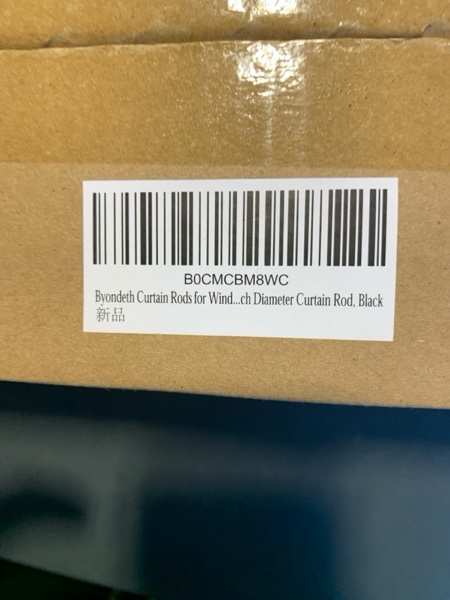 B0CMCBM8WC
Byondeth Curtain Rods for Wind...ch Diameter Curtain Rod, Black
新品